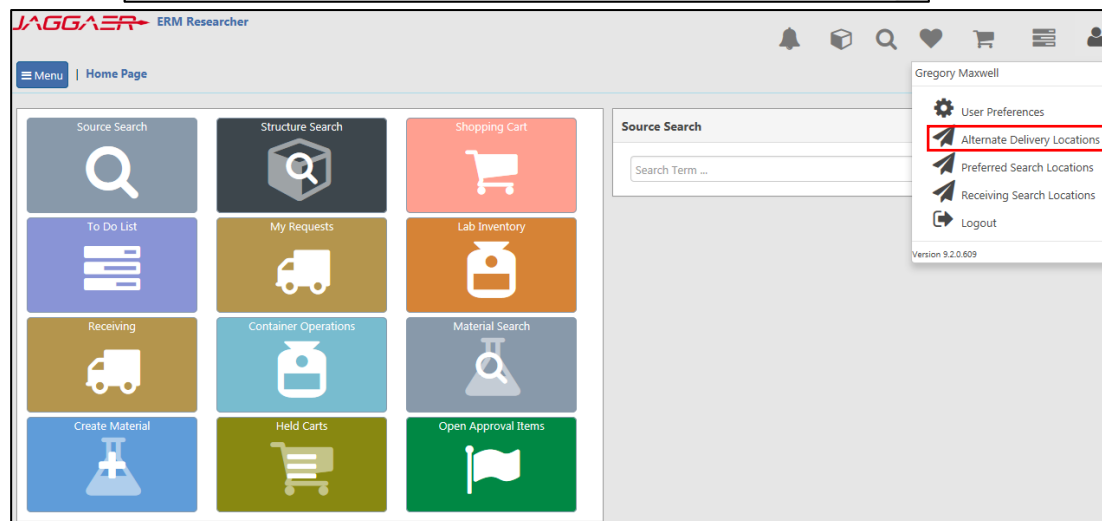 JAGGAER ERM Researcher
Menu | Home Page
Gregory Maxwell
User Preferences
Alternate Delivery Locations
Preferred Search Locations
Receiving Search Locations
Logout
Version 9.2.0.609
Source Search
Structure Search
Shopping Cart
To Do List
My Requests
Lab Inventory
Receiving
Container Operations
Material Search
Create Material
Held Carts
Open Approval Items
Source Search
Search Term ...